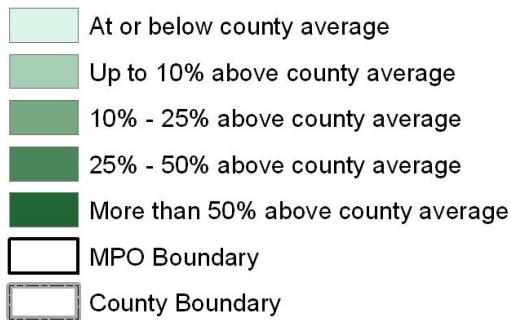 At or below county average
Up to 10% above county average
10% - 25% above county average
25% - 50% above county average
More than 50% above county average
MPO Boundary
County Boundary